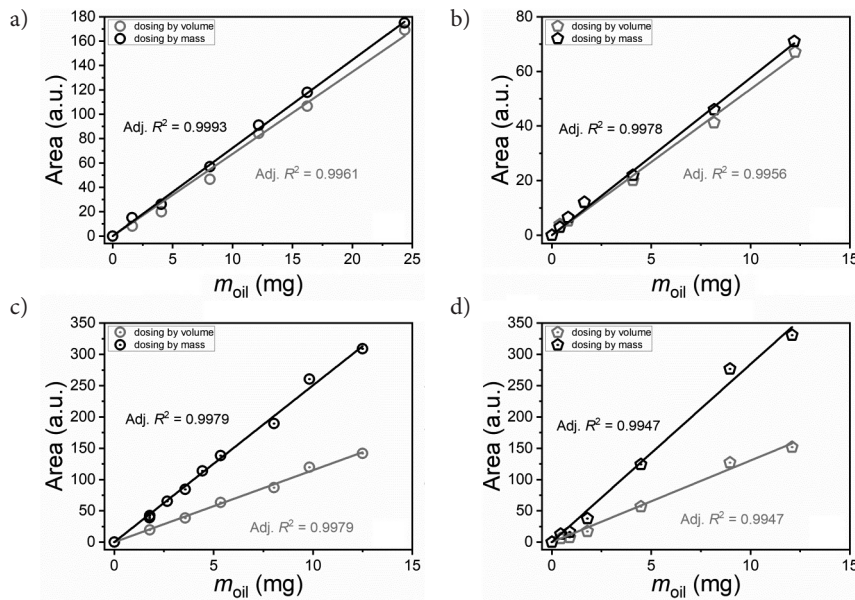 a)
dosing by volume
dosing by mass
Adj. R² = 0.9993
Adj. R² = 0.9961
Area (a.u.)
180
160
140
120
100
80
60
40
20
0
0 5 10 15 20 25
m_oil (mg)
b)
dosing by volume
dosing by mass
Adj. R² = 0.9978
Adj. R² = 0.9956
Area (a.u.)
80
60
40
20
0
0 5 10 15
m_oil (mg)
c)
dosing by volume
dosing by mass
Adj. R² = 0.9979
Adj. R² = 0.9979
Area (a.u.)
350
300
250
200
150
100
50
0
0 5 10 15
m_oil (mg)
d)
dosing by volume
dosing by mass
Adj. R² = 0.9947
Adj. R² = 0.9947
Area (a.u.)
350
300
250
200
150
100
50
0
0 5 10 15
m_oil (mg)